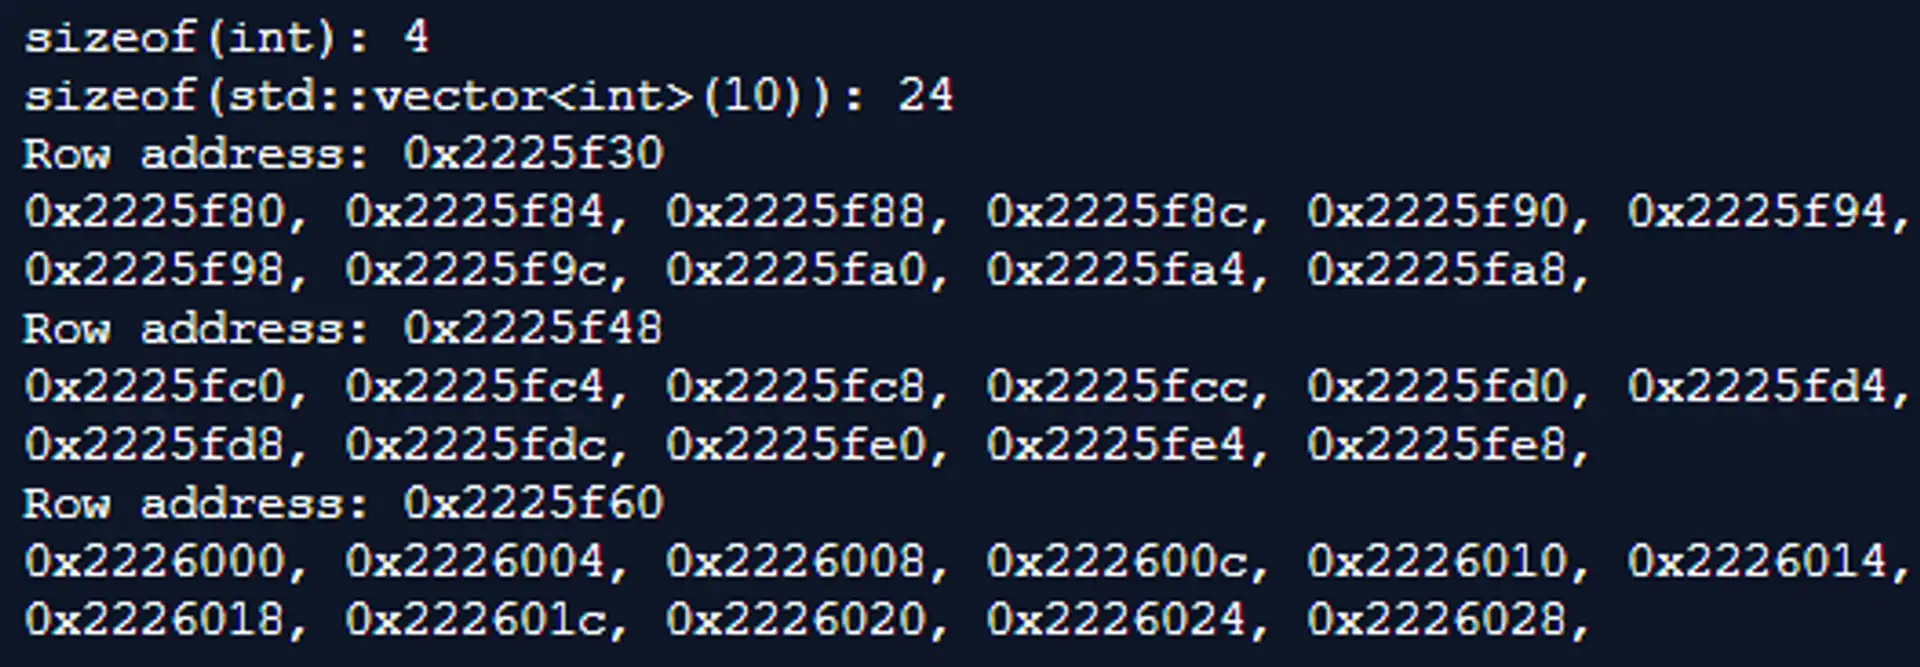 sizeof(int): 4
sizeof(std::vector<int>(10)): 24
Row address: 0x2225f30
0x2225f80, 0x2225f84, 0x2225f88, 0x2225f8c, 0x2225f90, 0x2225f94,
0x2225f98, 0x2225f9c, 0x2225fa0, 0x2225fa4, 0x2225fa8,
Row address: 0x2225f48
0x2225fc0, 0x2225fc4, 0x2225fc8, 0x2225fcc, 0x2225fd0, 0x2225fd4,
0x2225fd8, 0x2225fdc, 0x2225fe0, 0x2225fe4, 0x2225fe8,
Row address: 0x2225f60
0x2226000, 0x2226004, 0x2226008, 0x222600c, 0x2226010, 0x2226014,
0x2226018, 0x222601c, 0x2226020, 0x2226024, 0x2226028,